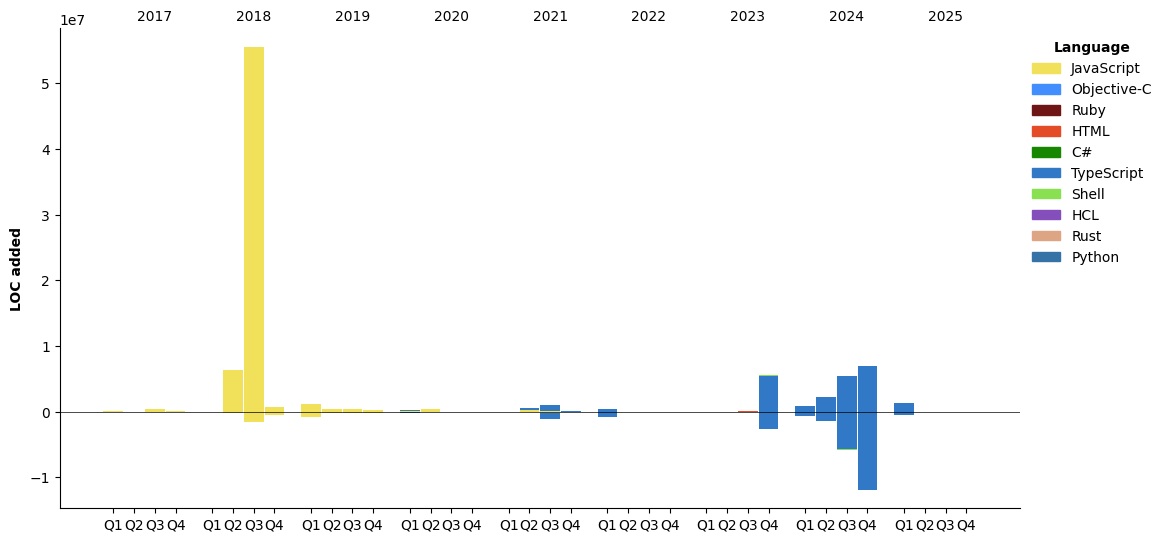 2017 2018 2019 2020 2021 2022 2023 2024 2025
1e7
5
4
3
2
1
0
−1
LOC added
Q1 Q2 Q3 Q4 Q1 Q2 Q3 Q4 Q1 Q2 Q3 Q4 Q1 Q2 Q3 Q4 Q1 Q2 Q3 Q4 Q1 Q2 Q3 Q4 Q1 Q2 Q3 Q4 Q1 Q2 Q3 Q4 Q1 Q2 Q3 Q4
Language
JavaScript
Objective-C
Ruby
HTML
C#
TypeScript
Shell
HCL
Rust
Python